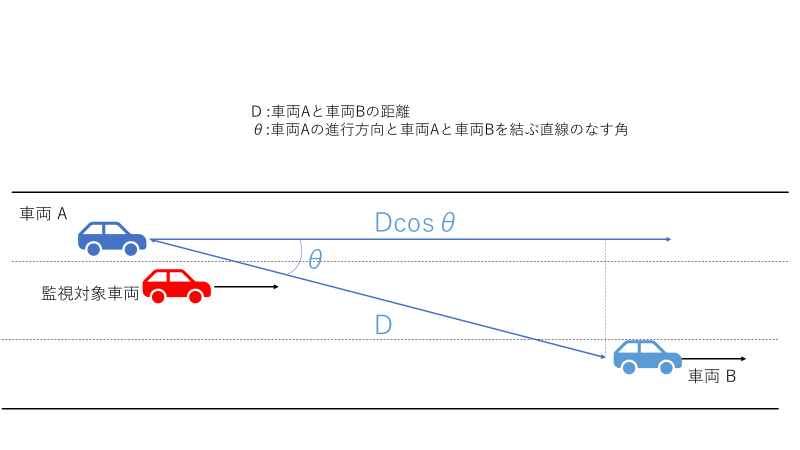 D :車両Aと車両Bの距離
θ :車両Aの進行方向と車両Aと車両Bを結ぶ直線のなす角
車両 A
Dcos θ
θ
監視対象車両
D
車両 B